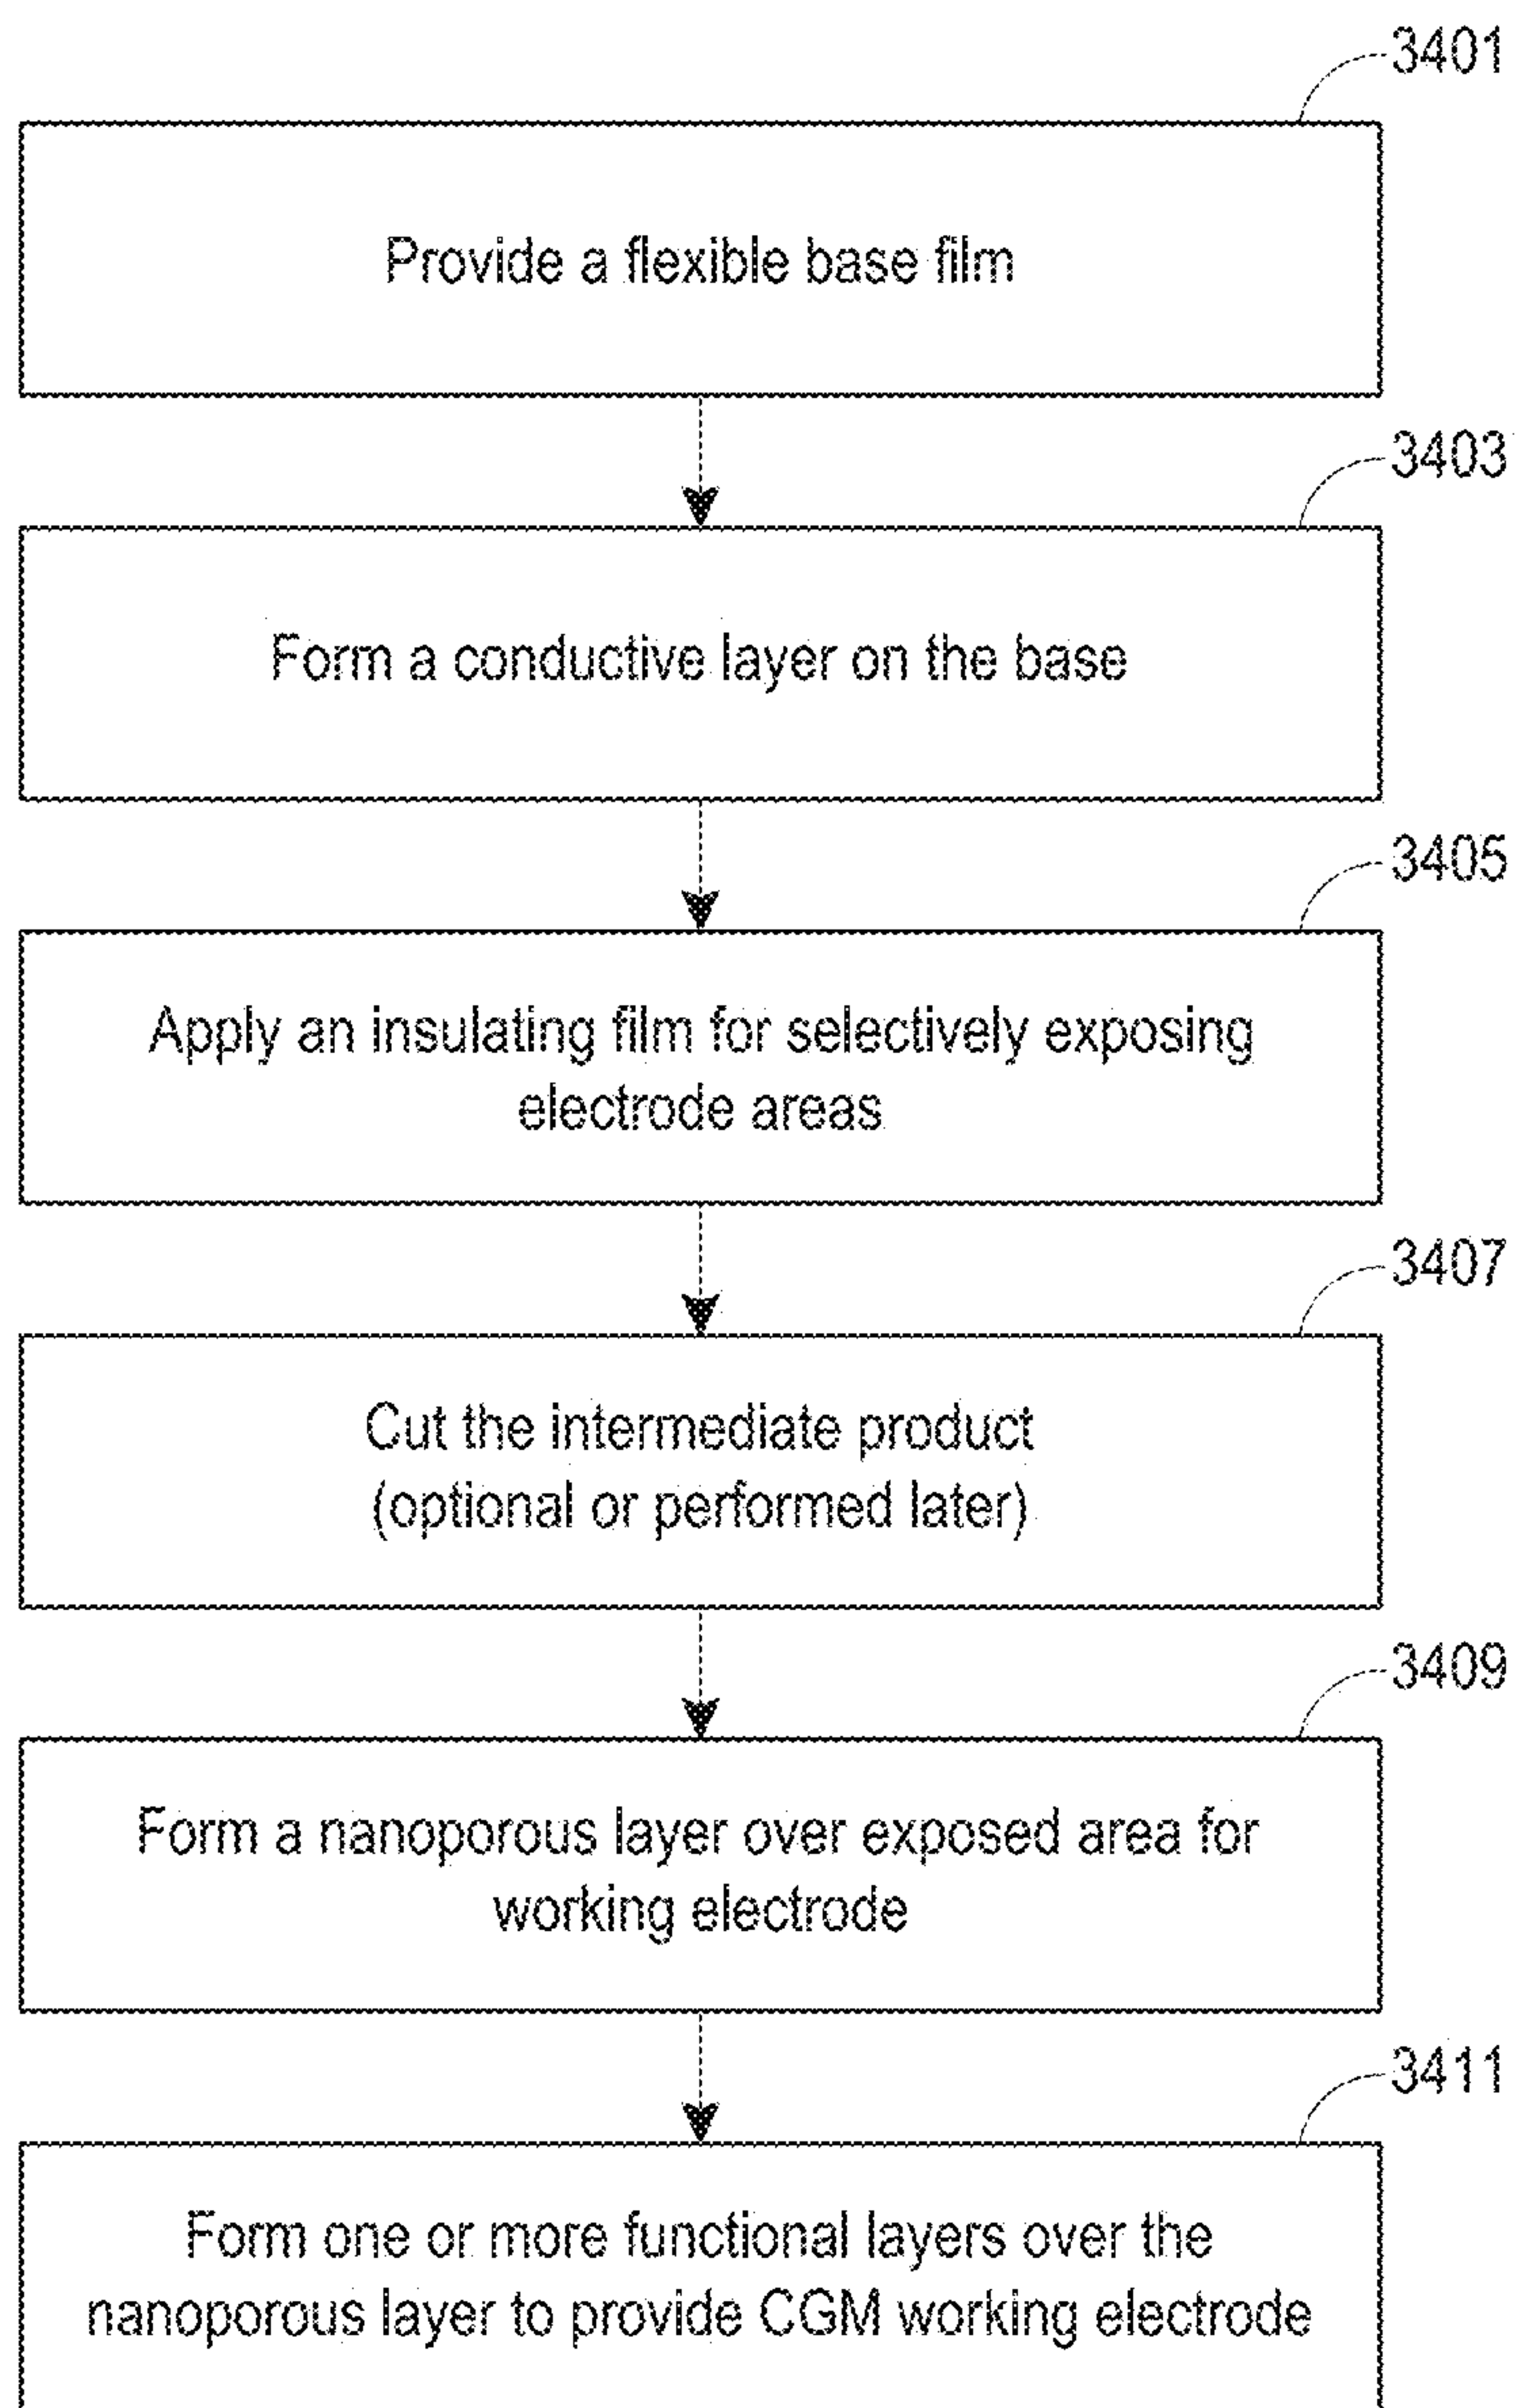 3401
Provide a flexible base film
3403
Form a conductive layer on the base
3405
Apply an insulating film for selectively exposing
electrode areas
3407
Cut the intermediate product
(optional or performed later)
3409
Form a nanoporous layer over exposed area for
working electrode
3411
Form one or more functional layers over the
nanoporous layer to provide CGM working electrode